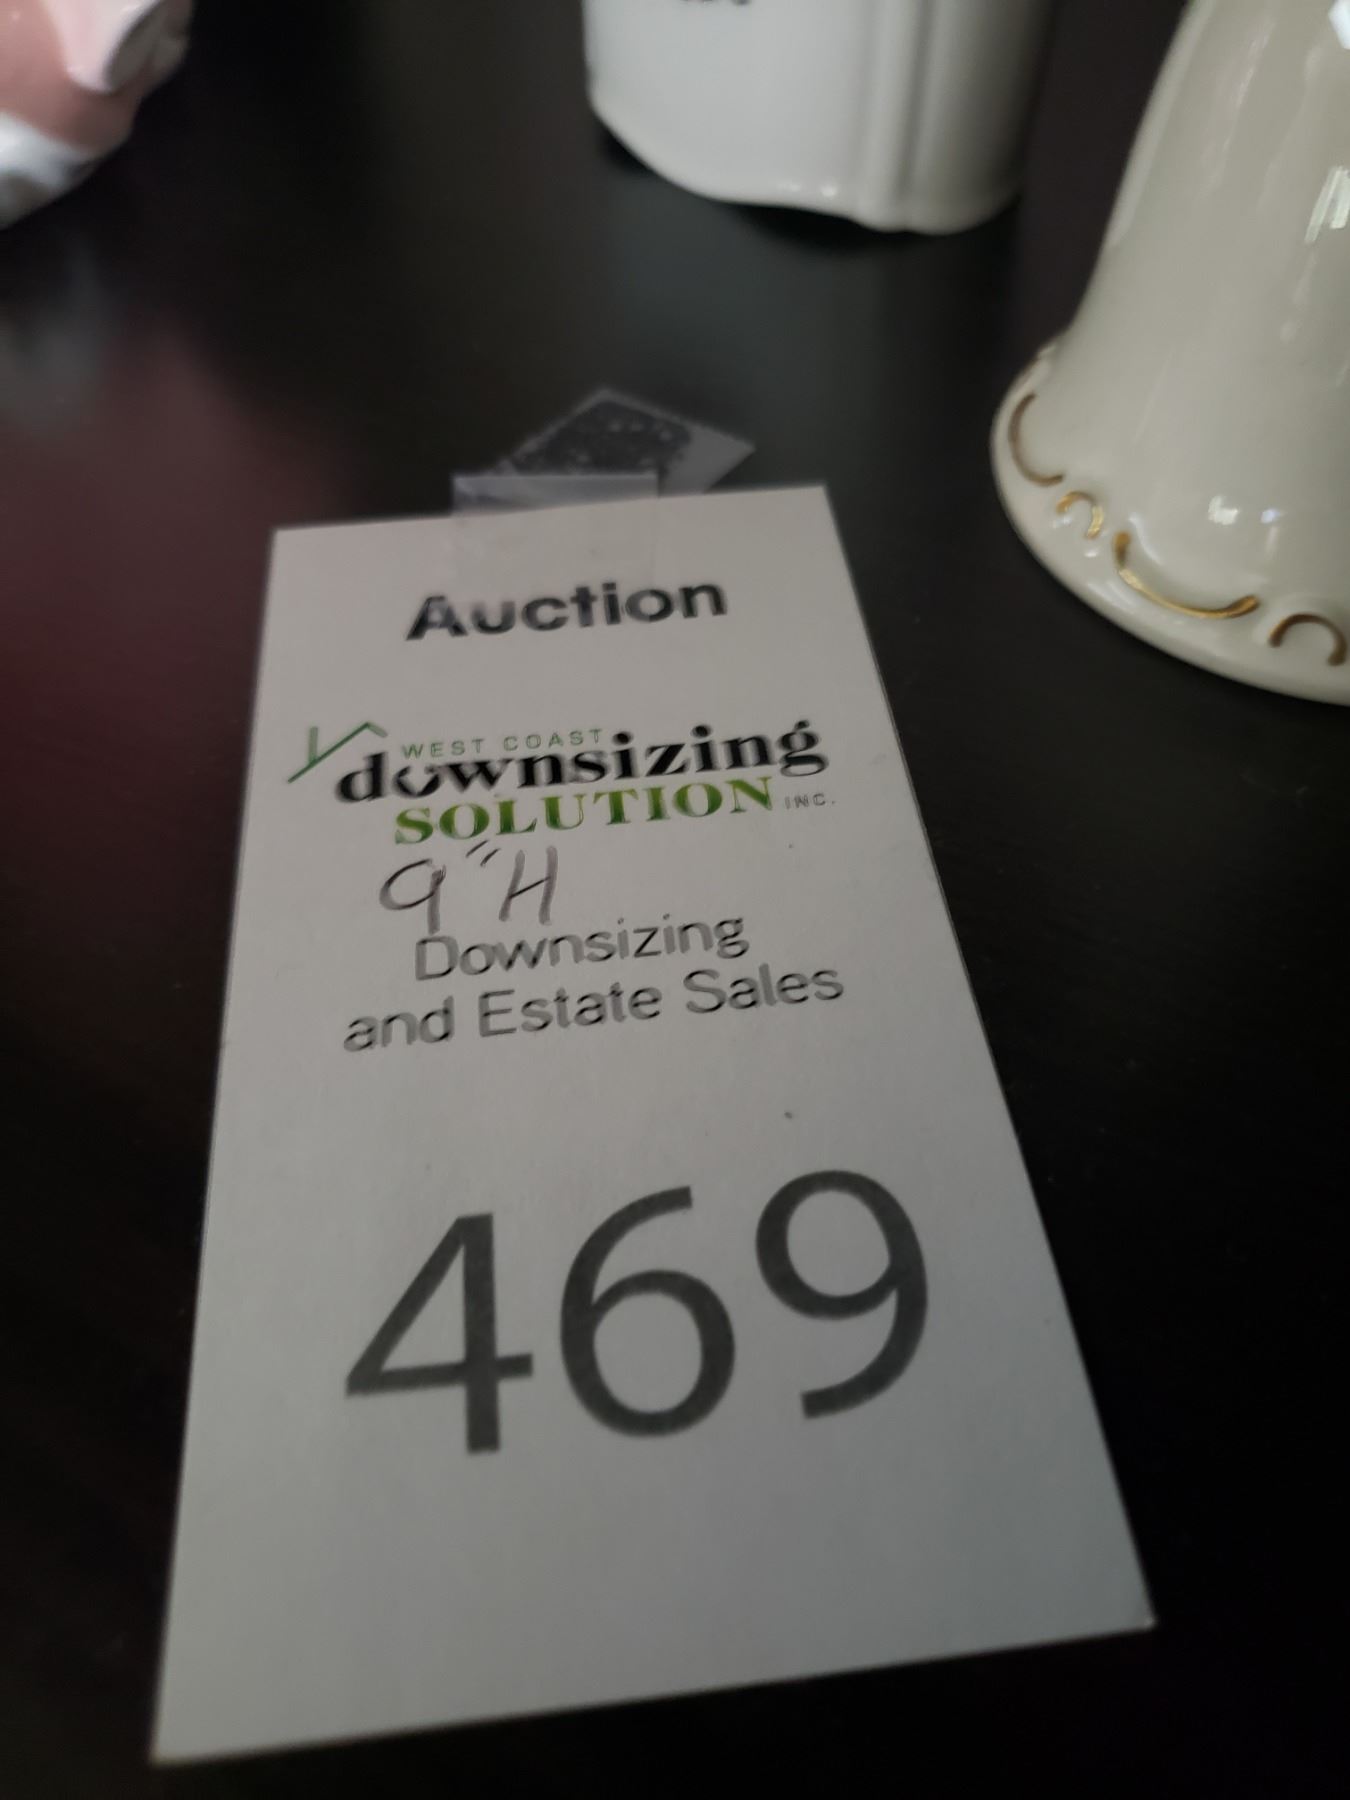 Auction
WEST COAST
downsizing
SOLUTION INC.
9"H
Downsizing
and Estate Sales
469